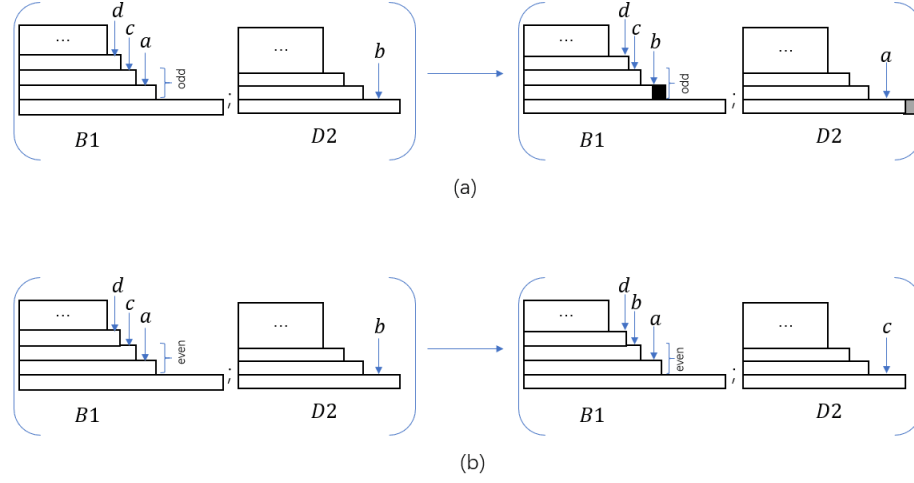 d
c
a
...
odd
;
...
b
B1
D2
d
c
b
...
odd
;
...
a
B1
D2
(a)
d
c
a
...
even
;
...
b
B1
D2
d
b
a
...
even
;
...
c
B1
D2
(b)